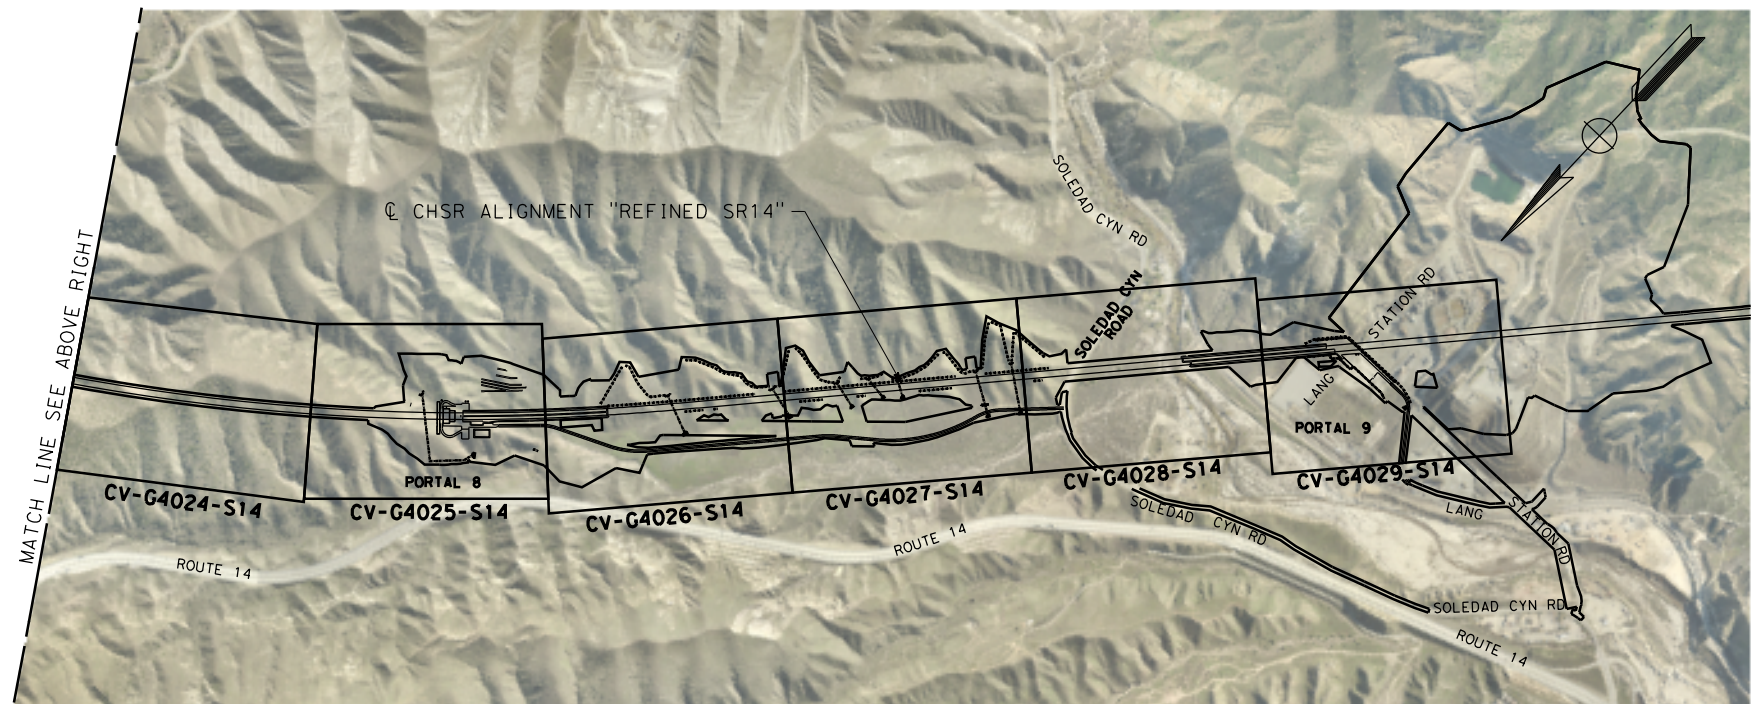 SOLEDAD CYN RD
℄ CHSR ALIGNMENT "REFINED SR14"
MATCH LINE SEE ABOVE RIGHT
SOLEDAD CYN
ROAD
STATION RD
LANG
PORTAL 9
PORTAL 8
CV-G4024-S14
CV-G4025-S14
CV-G4026-S14
CV-G4027-S14
CV-G4028-S14
CV-G4029-S14
SOLEDAD CYN RD
LANG
STATION RD
ROUTE 14
ROUTE 14
SOLEDAD CYN RD
ROUTE 14